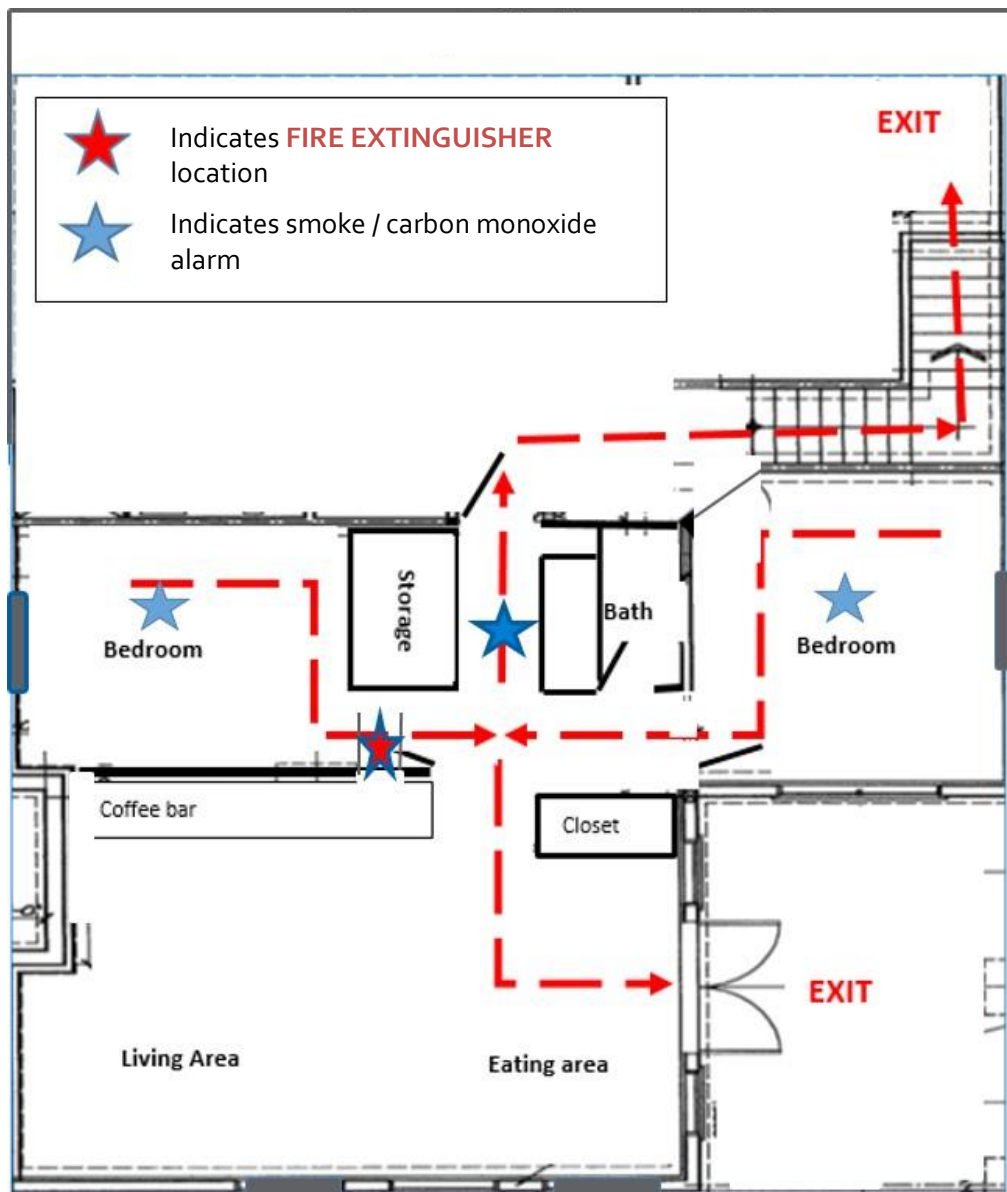 Indicates FIRE EXTINGUISHER
location
Indicates smoke / carbon monoxide
alarm
EXIT
Storage
Bath
Bedroom
Bedroom
Coffee bar
Closet
EXIT
Living Area
Eating area